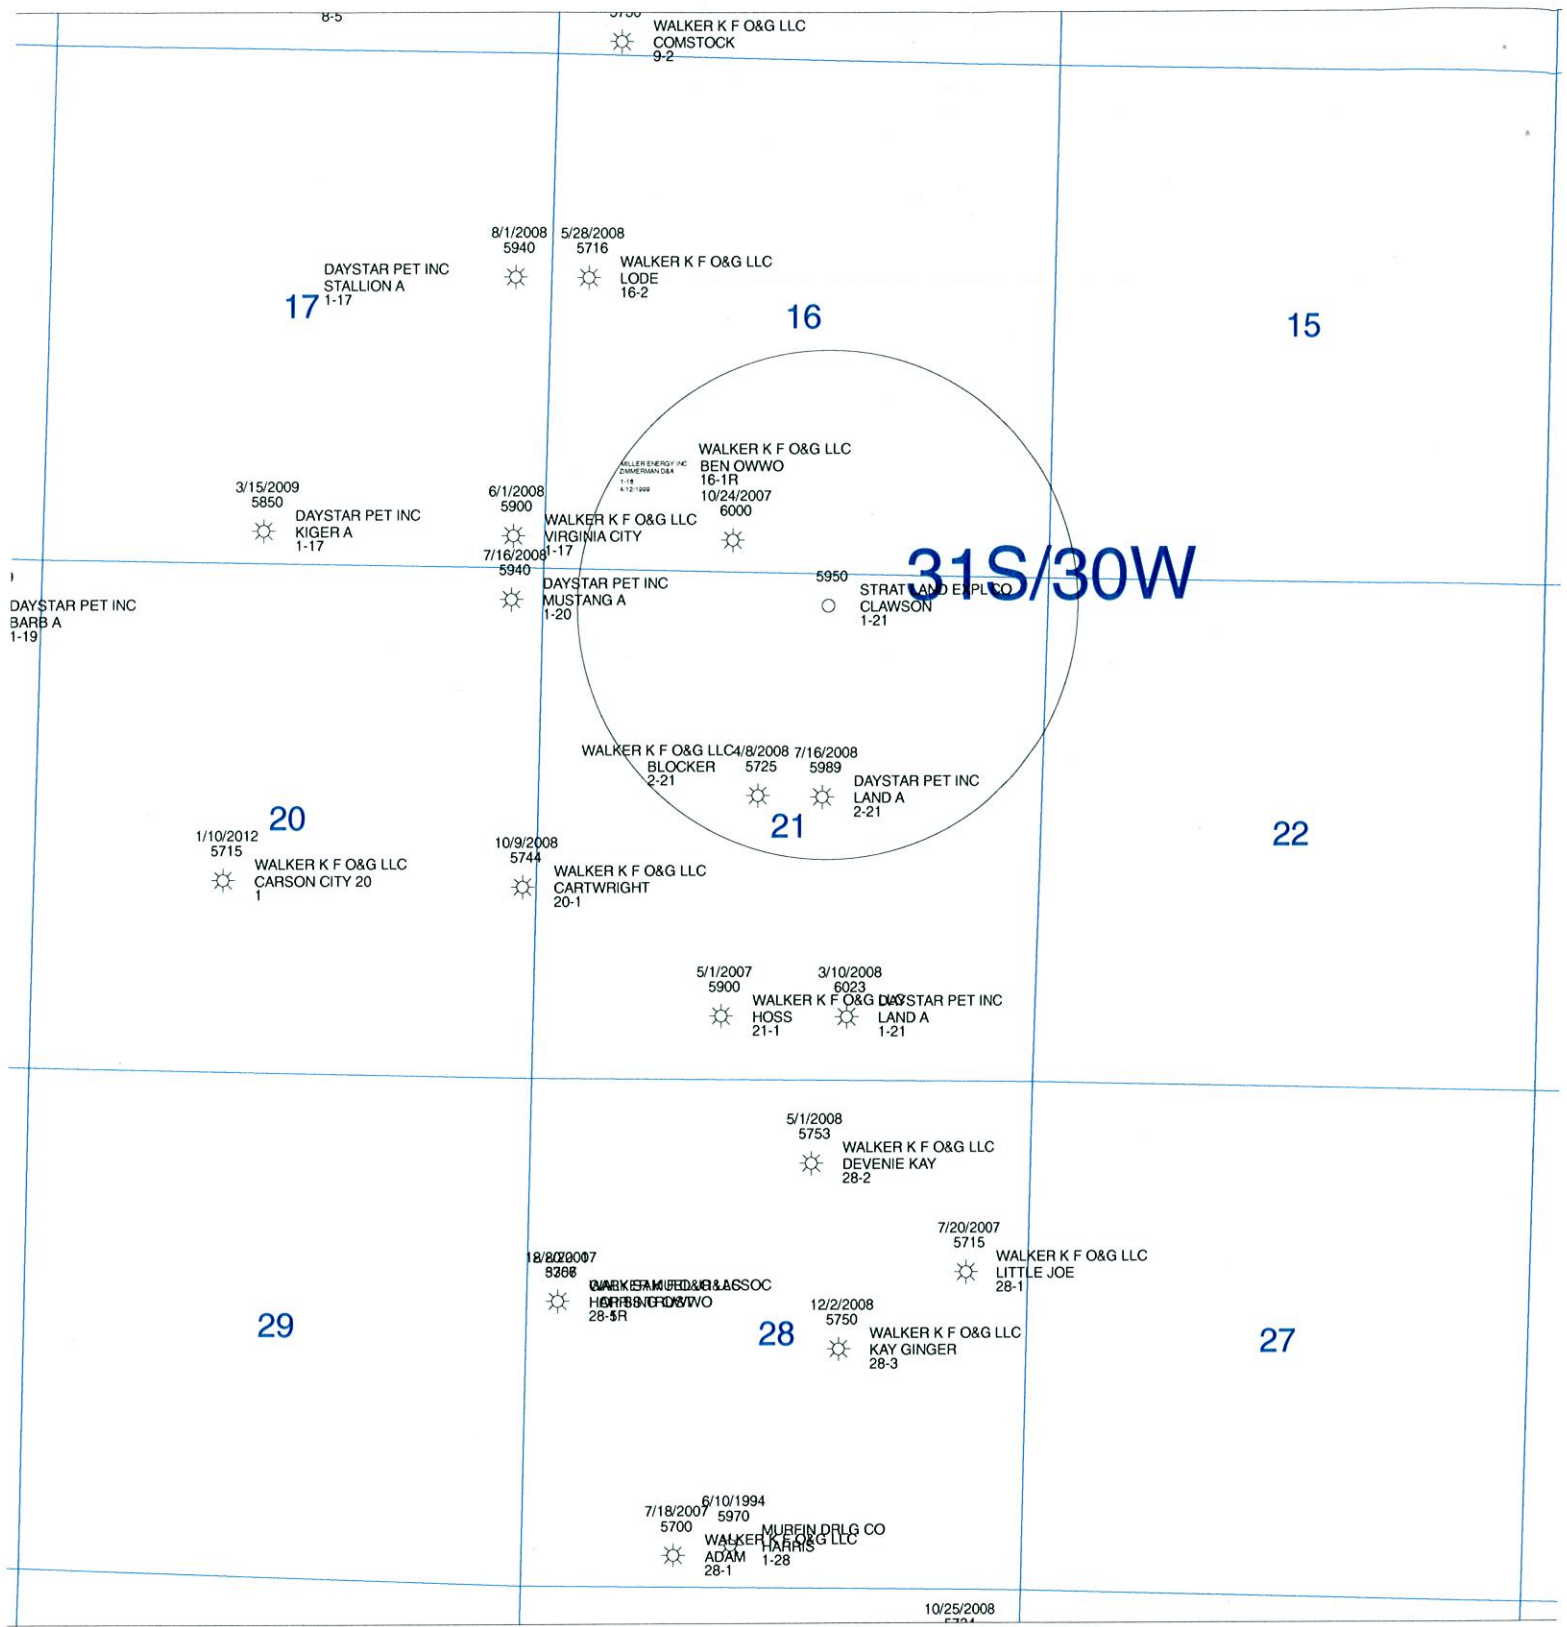 8-5
WALKER K F O&G LLC
COMSTOCK
9-2
8/1/2008
5940
5/28/2008
5716
DAYSTAR PET INC
STALLION A
1-17
WALKER K F O&G LLC
LODE
16-2
17
16
15
WALKER K F O&G LLC
BEN OWWO
16-1R
10/24/2007
6000
MILLER ENERGY INC
ZIMMERMAN D&A
4/12/1999
3/15/2009
5850
DAYSTAR PET INC
KIGER A
1-17
6/1/2008
5900
WALKER K F O&G LLC
VIRGINIA CITY
1-17
7/16/2008
5940
DAYSTAR PET INC
MUSTANG A
1-20
31S/30W
5950
STRAT LAND EXPL CO
CLAWSON
1-21
DAYSTAR PET INC
BARB A
1-19
WALKER K F O&G LLC
BLOCKER
2-21
4/8/2008
5725
7/16/2008
5989
DAYSTAR PET INC
LAND A
2-21
20
21
22
1/10/2012
5715
WALKER K F O&G LLC
CARSON CITY 20
1
10/9/2008
5744
WALKER K F O&G LLC
CARTWRIGHT
20-1
5/1/2007
5900
WALKER K F O&G LLC
HOSS
21-1
3/10/2008
6023
DAYSTAR PET INC
LAND A
1-21
5/1/2008
5753
WALKER K F O&G LLC
DEVENIE KAY
28-2
7/20/2007
5715
WALKER K F O&G LLC
LITTLE JOE
28-1
29
28
27
12/2/2008
5750
WALKER K F O&G LLC
KAY GINGER
28-3
7/18/2007
5700
WALKER K F O&G LLC
ADAM
28-1
6/10/1994
5970
MURFIN DRLG CO
HARRIS
1-28
10/25/2008